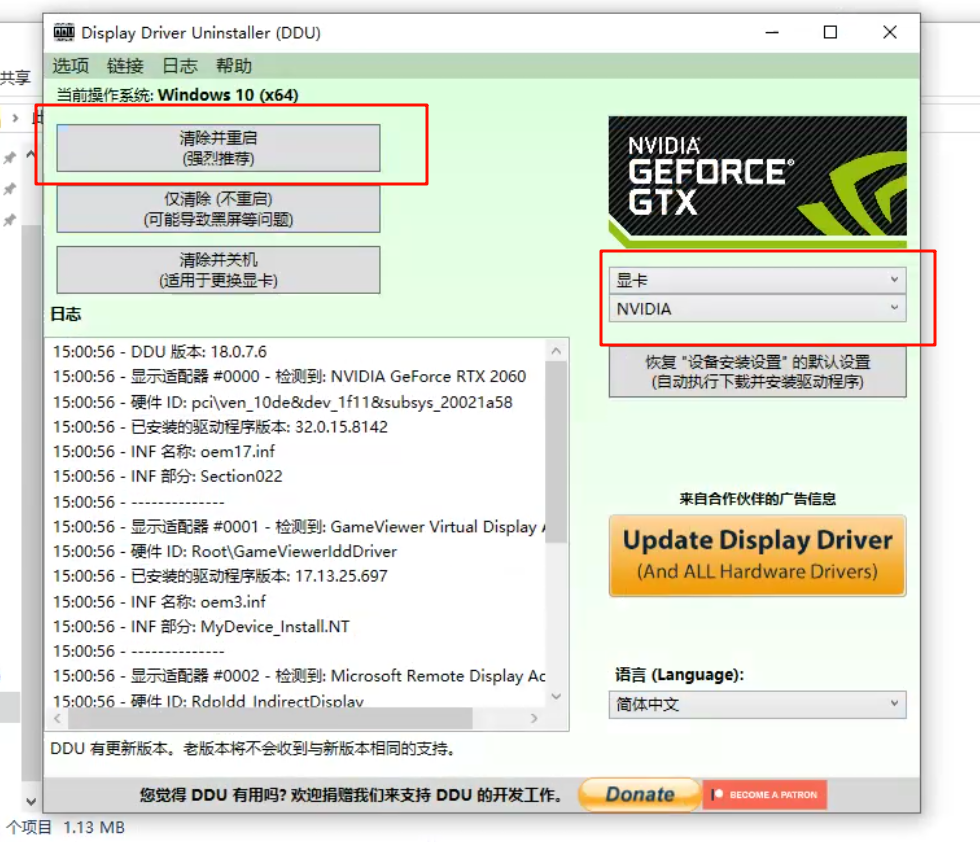 Display Driver Uninstaller (DDU)
选项 链接 日志 帮助
共享
当前操作系统: Windows 10 (x64)
清除并重启
(强烈推荐)
仅清除 (不重启)
(可能导致黑屏等问题)
清除并关机
(适用于更换显卡)
NVIDIA
GEFORCE®
GTX
显卡
NVIDIA
恢复 "设备安装设置" 的默认设置
(自动执行下载并安装驱动程序)
日志
15:00:56 - DDU 版本: 18.0.7.6
15:00:56 - 显示适配器 #0000 - 检测到: NVIDIA GeForce RTX 2060
15:00:56 - 硬件 ID: pci\ven_10de&dev_1f11&subsys_20021a58
15:00:56 - 已安装的驱动程序版本: 32.0.15.8142
15:00:56 - INF 名称: oem17.inf
15:00:56 - INF 部分: Section022
15:00:56 - --------------
15:00:56 - 显示适配器 #0001 - 检测到: GameViewer Virtual Display
15:00:56 - 硬件 ID: Root\GameViewerIddDriver
15:00:56 - 已安装的驱动程序版本: 17.13.25.697
15:00:56 - INF 名称: oem3.inf
15:00:56 - INF 部分: MyDevice_Install.NT
15:00:56 - --------------
15:00:56 - 显示适配器 #0002 - 检测到: Microsoft Remote Display
15:00:56 - 硬件 ID: RdpIdd_IndirectDisplay
来自合作伙伴的广告信息
Update Display Driver
(And ALL Hardware Drivers)
语言 (Language):
简体中文
DDU 有更新版本。老版本将不会收到与新版本相同的支持。
您觉得 DDU 有用吗? 欢迎捐赠我们来支持 DDU 的开发工作。
Donate
BECOME A PATRON
个项目 1.13 MB